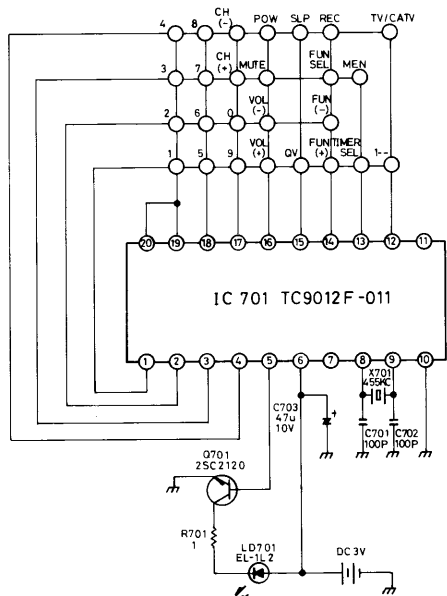 4 8 CH (-) POW SLP REC TV/CATV
3 7 CH (+) MUTE FUN SEL MEN
2 6 0 VOL (-) FUN (-)
1 5 9 VOL (+) QV FUN (+) TIMER SEL 1--
20 19 18 17 16 15 14 13 12 11
IC 701 TC9012F-011
1 2 3 4 5 6 7 8 9 10
X701
455KC
C703
47u
10V
C701
100P
C702
100P
Q701
2SC2120
R701
1
LD701
EL-1L2
DC 3V